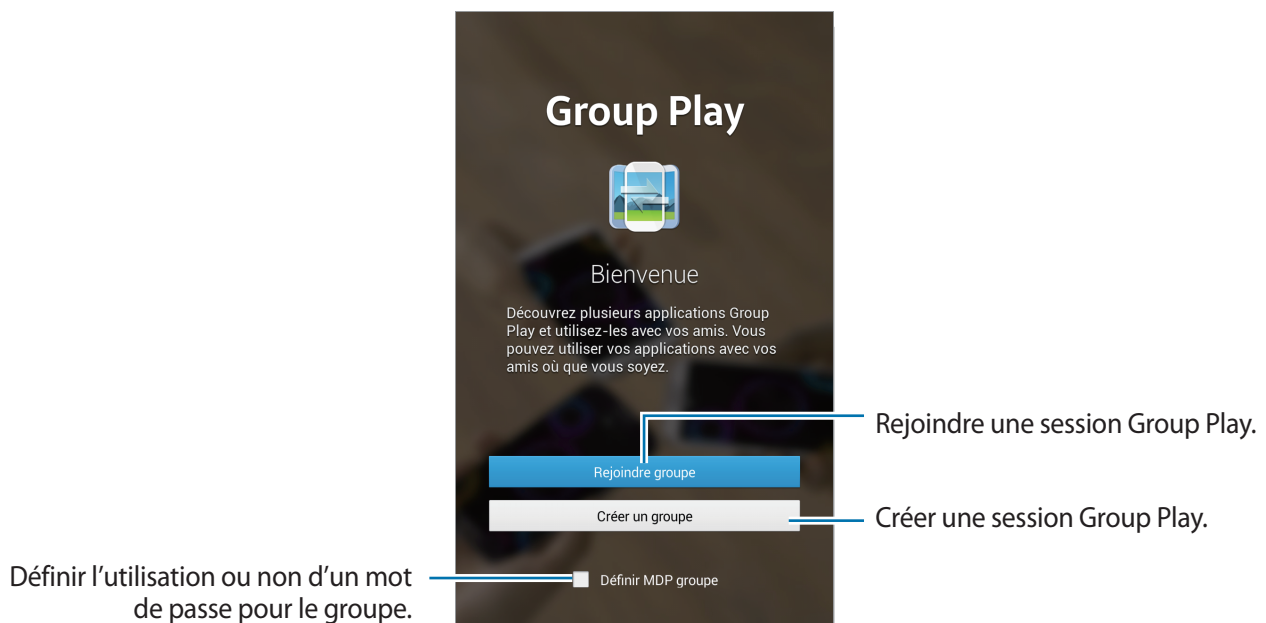 Group Play
Bienvenue
Découvrez plusieurs applications Group
Play et utilisez-les avec vos amis. Vous
pouvez utiliser vos applications avec vos
amis où que vous soyez.
Rejoindre une session Group Play.
Rejoindre groupe
Créer un groupe
Créer une session Group Play.
Définir l’utilisation ou non d’un mot
de passe pour le groupe.
Définir MDP groupe